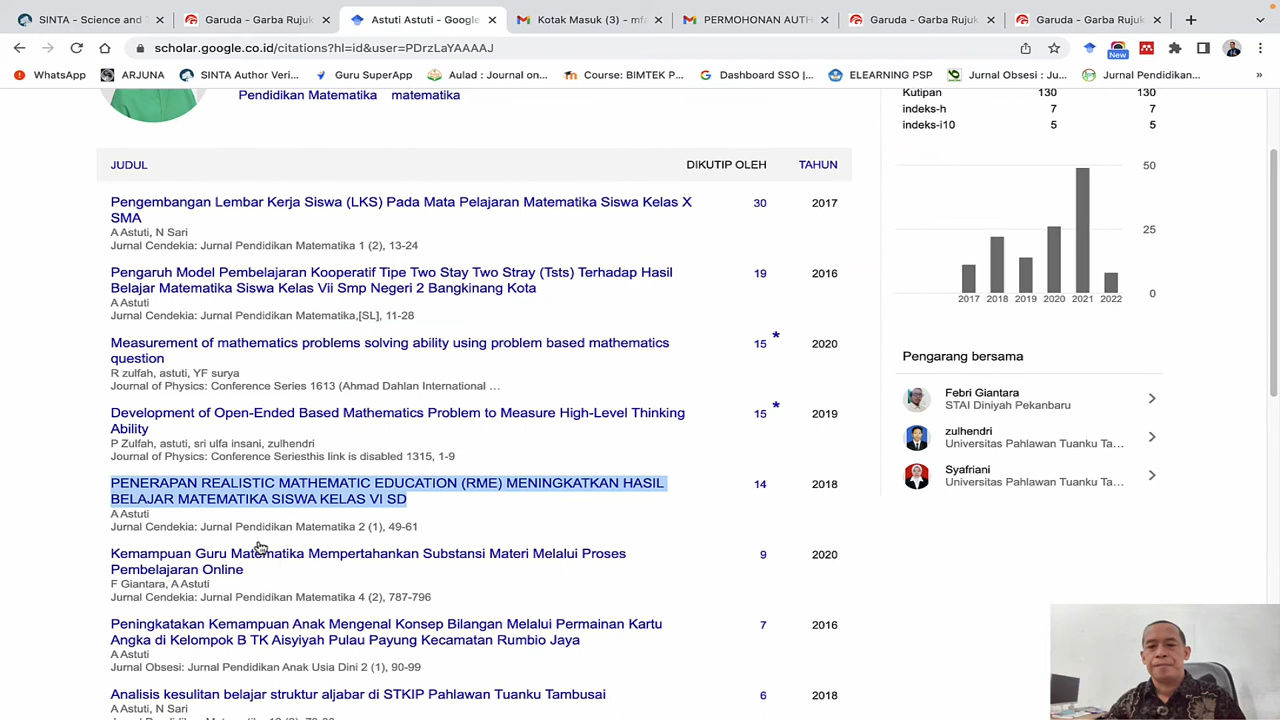 SINTA - Science and T
Garuda - Garba Rujuk
Astuti Astuti - Google
Kotak Masuk (3) - mf
PERMOHONAN AUTH
Garuda - Garba Rujuk
Garuda - Garba Rujuk
scholar.google.co.id/citations?hl=id&user=PDrzLaYAAAAJ
New
WhatsApp
ARJUNA
SINTA Author Veri...
Guru SuperApp
Aulad : Journal on...
Course: BIMTEK P...
Dashboard SSO |...
ELEARNING PSP
Jurnal Obsesi : Ju...
Jurnal Pendidikan...
»
Pendidikan Matematika matematika
JUDUL DIKUTIP OLEH TAHUN
Pengembangan Lembar Kerja Siswa (LKS) Pada Mata Pelajaran Matematika Siswa Kelas X 30 2017
SMA
A Astuti, N Sari
Jurnal Cendekia: Jurnal Pendidikan Matematika 1 (2), 13-24
Pengaruh Model Pembelajaran Kooperatif Tipe Two Stay Two Stray (Tsts) Terhadap Hasil 19 2016
Belajar Matematika Siswa Kelas Vii Smp Negeri 2 Bangkinang Kota
A Astuti
Jurnal Cendekia: Jurnal Pendidikan Matematika,[SL], 11-28
Measurement of mathematics problems solving ability using problem based mathematics 15 * 2020
question
R zulfah, astuti, YF surya
Journal of Physics: Conference Series 1613 (Ahmad Dahlan International ...
Development of Open-Ended Based Mathematics Problem to Measure High-Level Thinking 15 * 2019
Ability
P Zulfah, astuti, sri ulfa insani, zulhendri
Journal of Physics: Conference Seriesthis link is disabled 1315, 1-9
PENERAPAN REALISTIC MATHEMATIC EDUCATION (RME) MENINGKATKAN HASIL 14 2018
BELAJAR MATEMATIKA SISWA KELAS VI SD
A Astuti
Jurnal Cendekia: Jurnal Pendidikan Matematika 2 (1), 49-61
Kemampuan Guru Matematika Mempertahankan Substansi Materi Melalui Proses 9 2020
Pembelajaran Online
F Giantara, A Astuti
Jurnal Cendekia: Jurnal Pendidikan Matematika 4 (2), 787-796
Peningkatakan Kemampuan Anak Mengenal Konsep Bilangan Melalui Permainan Kartu 7 2016
Angka di Kelompok B TK Aisyiyah Pulau Payung Kecamatan Rumbio Jaya
A Astuti
Jurnal Obsesi: Jurnal Pendidikan Anak Usia Dini 2 (1), 90-99
Analisis kesulitan belajar struktur aljabar di STKIP Pahlawan Tuanku Tambusai 6 2018
A Astuti, N Sari
Kutipan 130 130
indeks-h 7 7
indeks-i10 5 5
50
25
0
2017 2018 2019 2020 2021 2022
Pengarang bersama
Febri Giantara
STAI Diniyah Pekanbaru
zulhendri
Universitas Pahlawan Tuanku Ta...
Syafriani
Universitas Pahlawan Tuanku Ta...